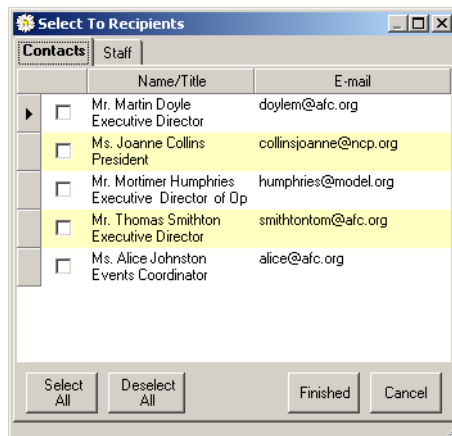 Select To Recipients
Contacts Staff
Name/Title E-mail
Mr. Martin Doyle doylem@afc.org
Executive Director
Ms. Joanne Collins collinsjoanne@ncp.org
President
Mr. Mortimer Humphries humphries@model.org
Executive Director of Op
Mr. Thomas Smithton smithtontom@afc.org
Executive Director
Ms. Alice Johnston alice@afc.org
Events Coordinator
Select All Deselect All Finished Cancel